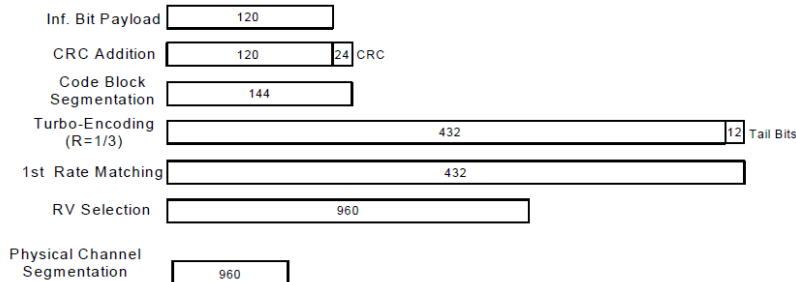 Inf. Bit Payload 120
CRC Addition 120 24 CRC
Code Block
Segmentation 144
Turbo-Encoding
(R=1/3) 432 12 Tail Bits
1st Rate Matching 432
RV Selection 960
Physical Channel
Segmentation 960